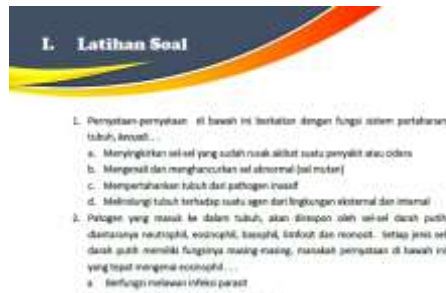 I. Latihan Soal
1. Pernyataan-pernyataan di bawah ini berkaitan dengan fungsi sistem pertahanan
tubuh, kecuali . . .
a. Menyingkirkan sel-sel yang sudah rusak akibat suatu penyakit atau cidera
b. Mengenali dan menghancurkan sel abnormal (sel mutan)
c. Mempertahankan tubuh dari pathogen inasif
d. Melindungi tubuh terhadap suatu agen dari lingkungan eksternal dan internal
2. Patogen yang masuk ke dalam tubuh, akan direspon oleh sel-sel darah putih
diantaranya neutrophil, eosinophil, basophil, limfosit dan monosit. Setiap jenis sel
darah putih memiliki fungsinya masing-masing, manakah pernyataan di bawah ini
yang tepat mengenai eosinophil . . .
a. Berfungsi melawan infeksi parasit